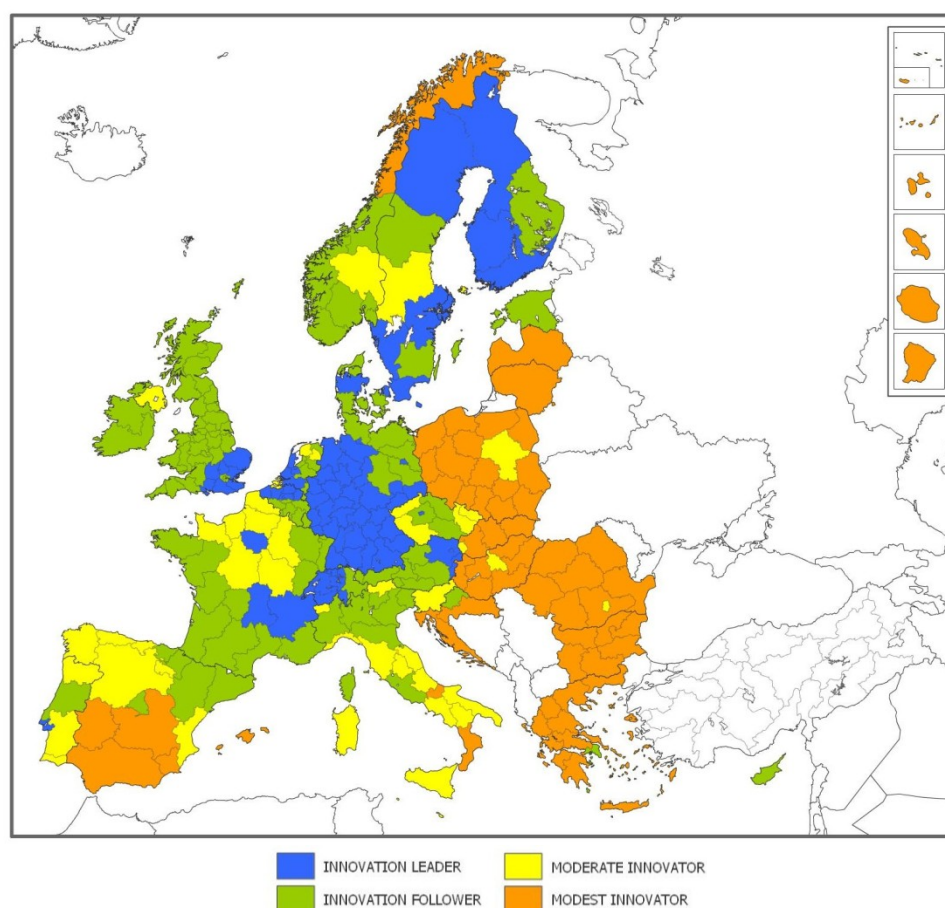 INNOVATION LEADER
MODERATE INNOVATOR
INNOVATION FOLLOWER
MODEST INNOVATOR